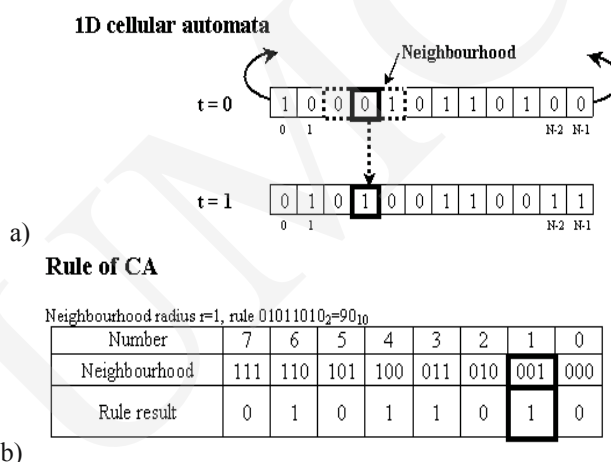 1D cellular automata
Neighbourhood
t = 0 1 0 0 0 1 0 1 1 0 1 0 0
0 1 N-2 N-1
t = 1 0 1 0 1 0 0 1 1 0 0 1 1
0 1 N-2 N-1
a)
Rule of CA
Neighbourhood radius r=1, rule 01011010₂=90₁₀
Number 7 6 5 4 3 2 1 0
Neighbourhood 111 110 101 100 011 010 001 000
Rule result 0 1 0 1 1 0 1 0
b)